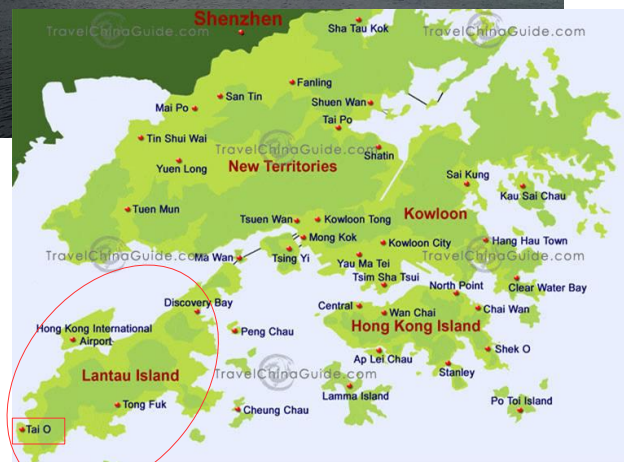 Shenzhen
TravelChinaGuide.com
TravelChinaGuide.com
Sha Tau Kok
Fanling
San Tin
Shuen Wan
Mai Po
Tai Po
Tin Shui Wai
TravelChinaGuide.com
Shatin
Yuen Long
New Territories
Sai Kung
Kau Sai Chau
Tuen Mun
Tsuen Wan
Kowloon Tong
Kowloon
Mong Kok
Kowloon City
Hang Hau Town
TravelChinaGuide.com
Ma Wan
Tsing Yi
Yau Ma Tei
TravelChinaGuide.com
Tsim Sha Tsui
Clear Water Bay
North Point
Discovery Bay
Central
Wan Chai
Chai Wan
Hong Kong International
Airport
Peng Chau
Hong Kong Island
Shek O
Ap Lei Chau
Stanley
Lantau Island
TravelChinaGuide.com
Lamma Island
Tong Fuk
Cheung Chau
Po Toi Island
Tai O